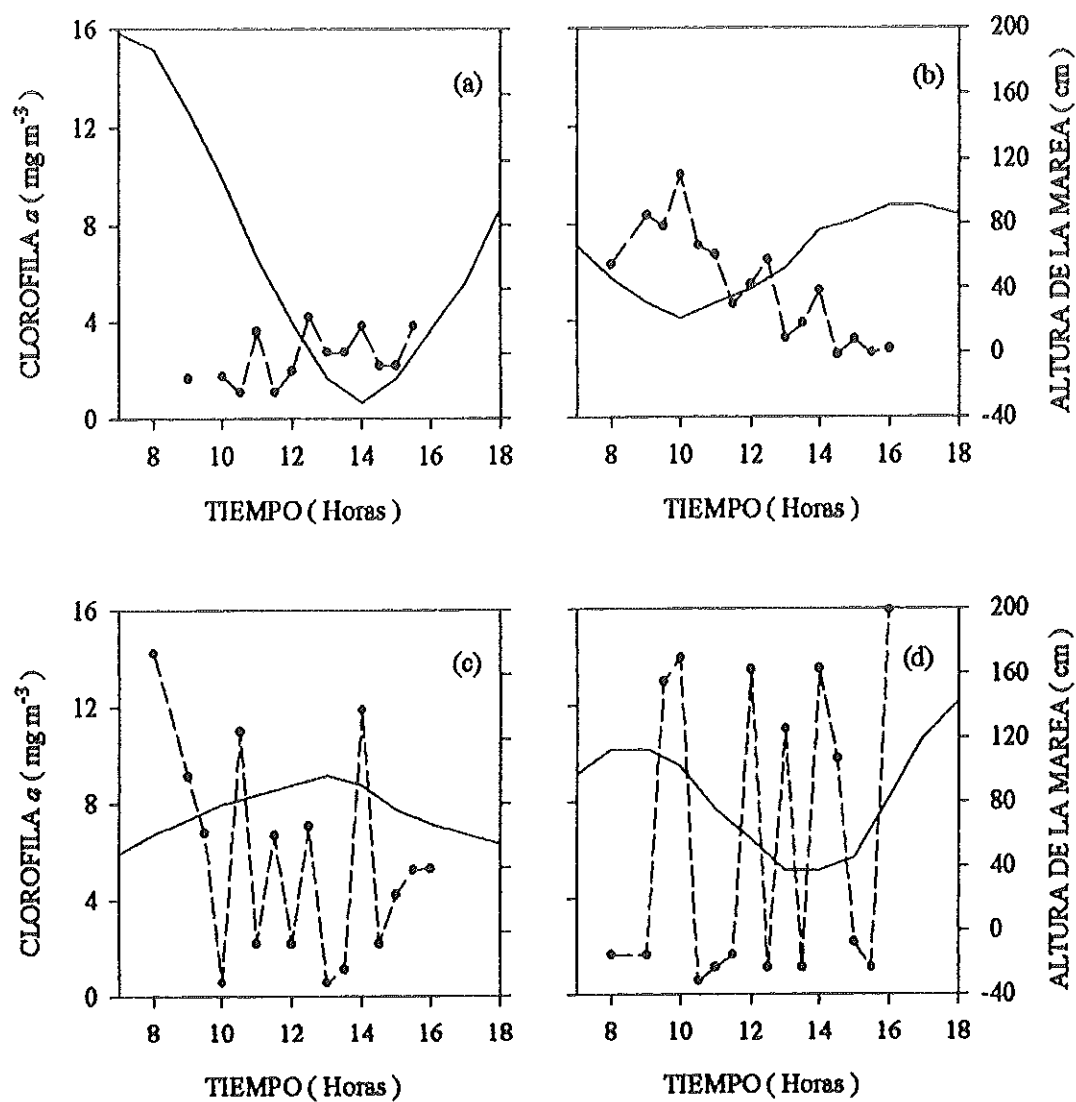 CLOROFILA a ( mg m-3 )
16
12
8
4
0
(a)
8 10 12 14 16
TIEMPO ( Horas )
(b)
200
160
120
80
40
0
-40
ALTURA DE LA MAREA ( cm )
8 10 12 14 16 18
TIEMPO ( Horas )
CLOROFILA a ( mg m-3 )
16
12
8
4
0
(c)
8 10 12 14 16 18
TIEMPO ( Horas )
(d)
200
160
120
80
40
0
-40
ALTURA DE LA MAREA ( cm )
8 10 12 14 16 18
TIEMPO ( Horas )